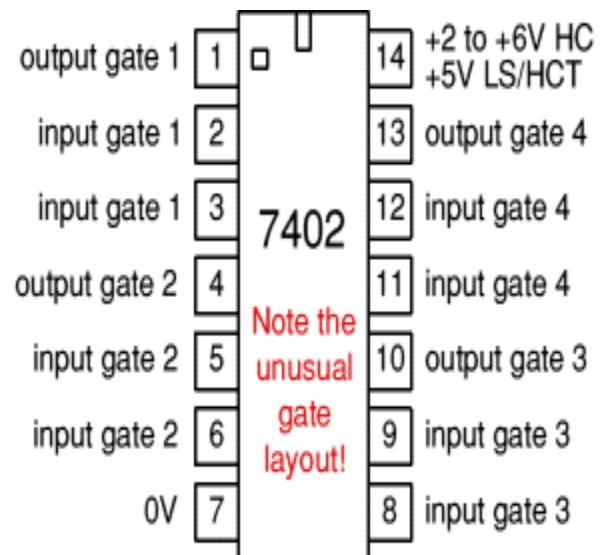 output gate 1 1
input gate 1 2
input gate 1 3
output gate 2 4
input gate 2 5
input gate 2 6
0V 7
7402
Note the
unusual
gate
layout!
14 +2 to +6V HC
+5V LS/HCT
13 output gate 4
12 input gate 4
11 input gate 4
10 output gate 3
9 input gate 3
8 input gate 3